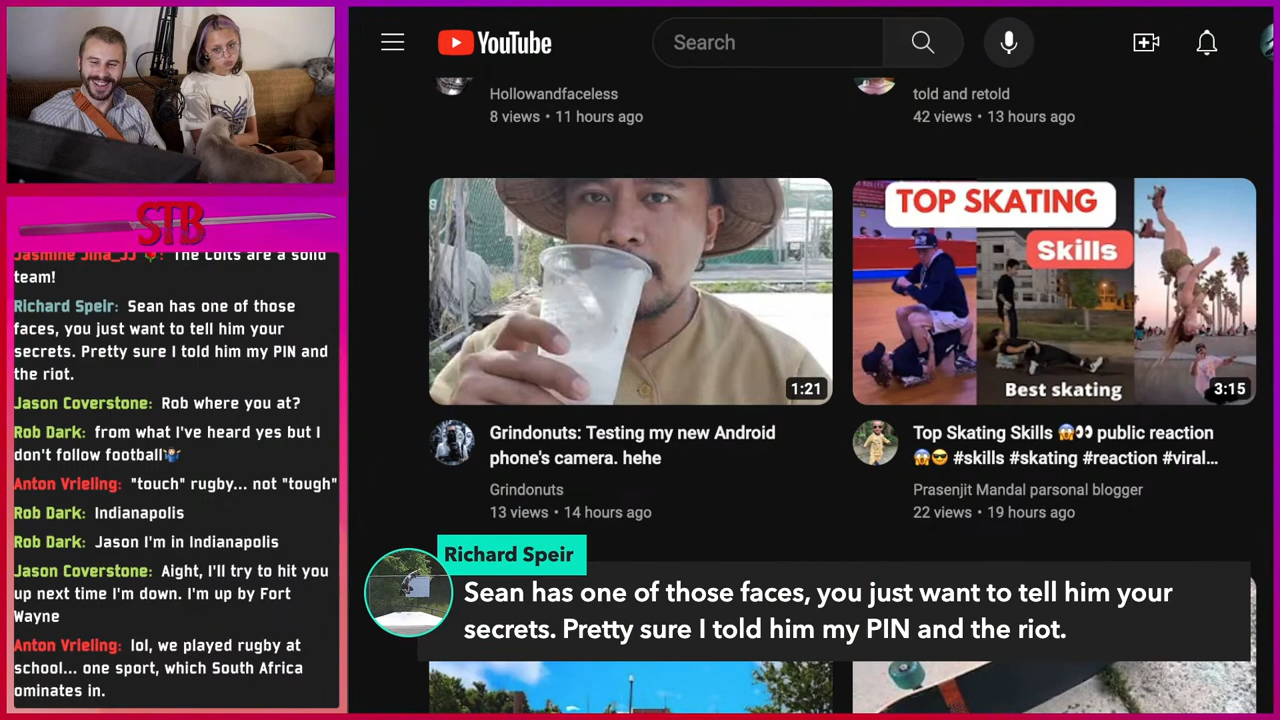 YouTube
Search
Hollowandfaceless
8 views • 11 hours ago
told and retold
42 views • 13 hours ago
STB
Jasmine Jina_JJ 🌹: The Colts are a solid
team!
Richard Speir: Sean has one of those
faces, you just want to tell him your
secrets. Pretty sure I told him my PIN and
the riot.
Jason Coverstone: Rob where you at?
Rob Dark: from what I've heard yes but I
don't follow football🤷🏻‍♂️
Anton Vrieling: "touch" rugby... not "tough"
Rob Dark: Indianapolis
Rob Dark: Jason I'm in Indianapolis
Jason Coverstone: Aight, I'll try to hit you
up next time I'm down. I'm up by Fort
Wayne
Anton Vrieling: lol, we played rugby at
school... one sport, which South Africa
ominates in.
1:21
TOP SKATING
Skills
Best skating
3:15
Grindonuts: Testing my new Android
phone's camera. hehe
Grindonuts
13 views • 14 hours ago
Top Skating Skills 😱👀 public reaction
😱😎 #skills #skating #reaction #viral...
Prasenjit Mandal parsonal blogger
22 views • 19 hours ago
Richard Speir
Sean has one of those faces, you just want to tell him your
secrets. Pretty sure I told him my PIN and the riot.